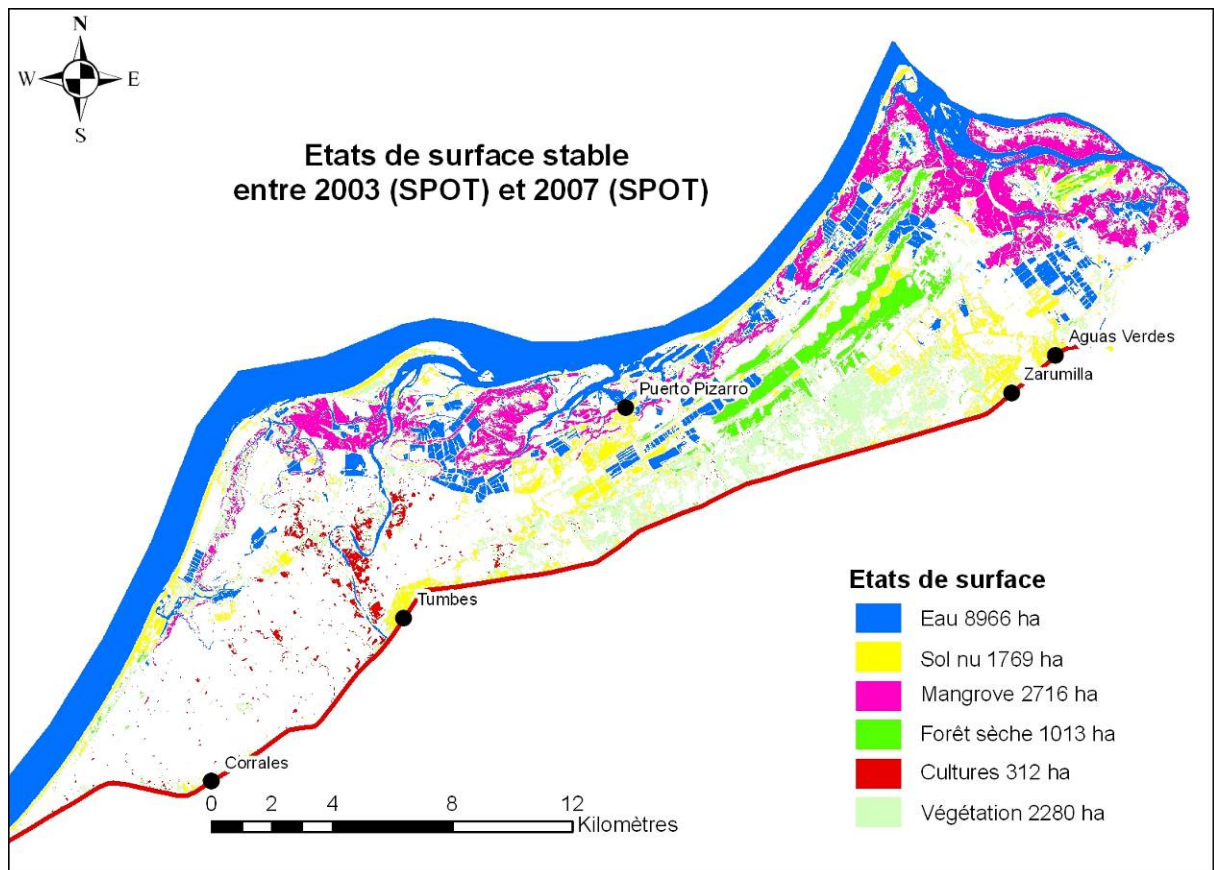 N
W E
S
Etats de surface stable
entre 2003 (SPOT) et 2007 (SPOT)
Aguas Verdes
Zarumilla
Puerto Pizarro
Tumbes
Corrales
0 2 4 8 12
Kilomètres
Etats de surface
Eau 8966 ha
Sol nu 1769 ha
Mangrove 2716 ha
Forêt sèche 1013 ha
Cultures 312 ha
Végétation 2280 ha